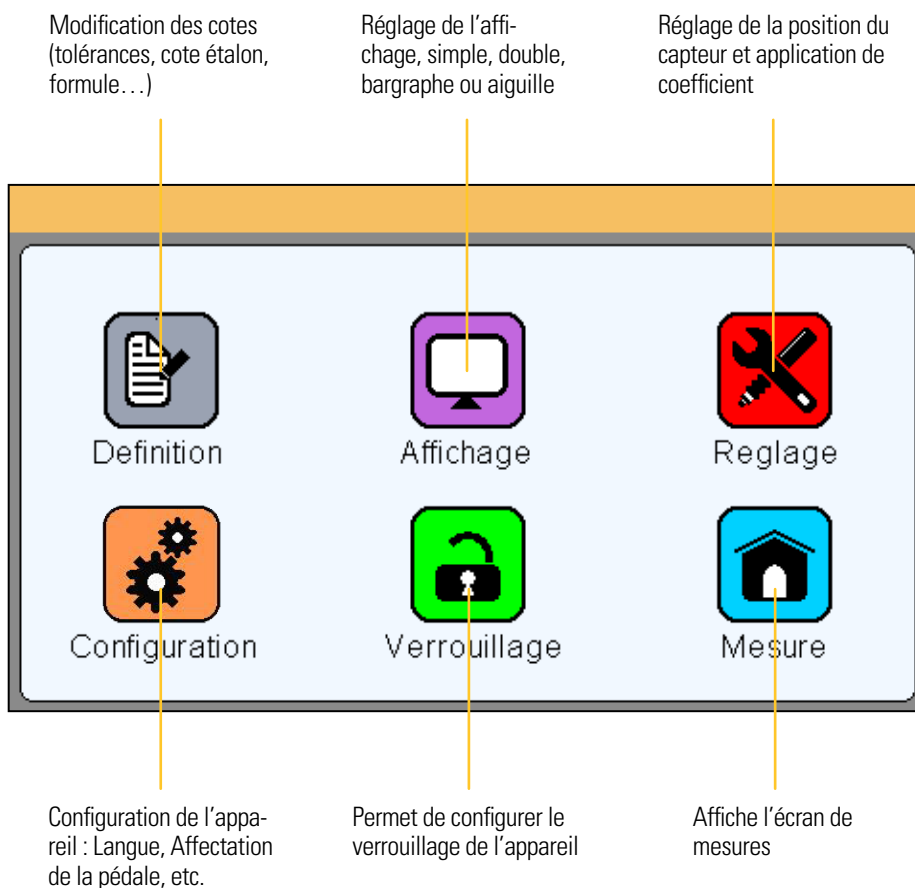 Modification des cotes
(tolérances, cote étalon,
formule…)
Réglage de l'affi-
chage, simple, double,
bargraphe ou aiguille
Réglage de la position du
capteur et application de
coefficient
Definition
Affichage
Reglage
Configuration
Verrouillage
Mesure
Configuration de l'appa-
reil : Langue, Affectation
de la pédale, etc.
Permet de configurer le
verrouillage de l'appareil
Affiche l'écran de
mesures